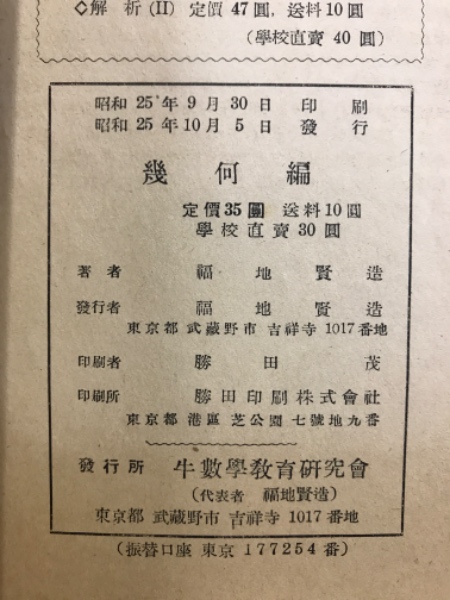 ◇解 析 (II) 定價 47 圓, 送料 10 圓
(學校直賣 40 圓)
昭和 25 年 9 月 30 日 印 刷
昭和 25 年 10 月 5 日 發 行
幾 何 編
定價 35 圓 送料 10 圓
學校直賣 30 圓
著 者 福 地 賢 造
發行者 福 地 賢 造
東京都 武藏野市 吉祥寺 1017 番地
印刷者 勝 田 茂
印刷所 勝田印刷株式會社
東京都 港區 芝公園 七號地九番
發行所 牛數學敎育硏究會
(代表者 福地賢造)
東京都 武藏野市 吉祥寺 1017 番地
(振替口座 東京 177254 番)